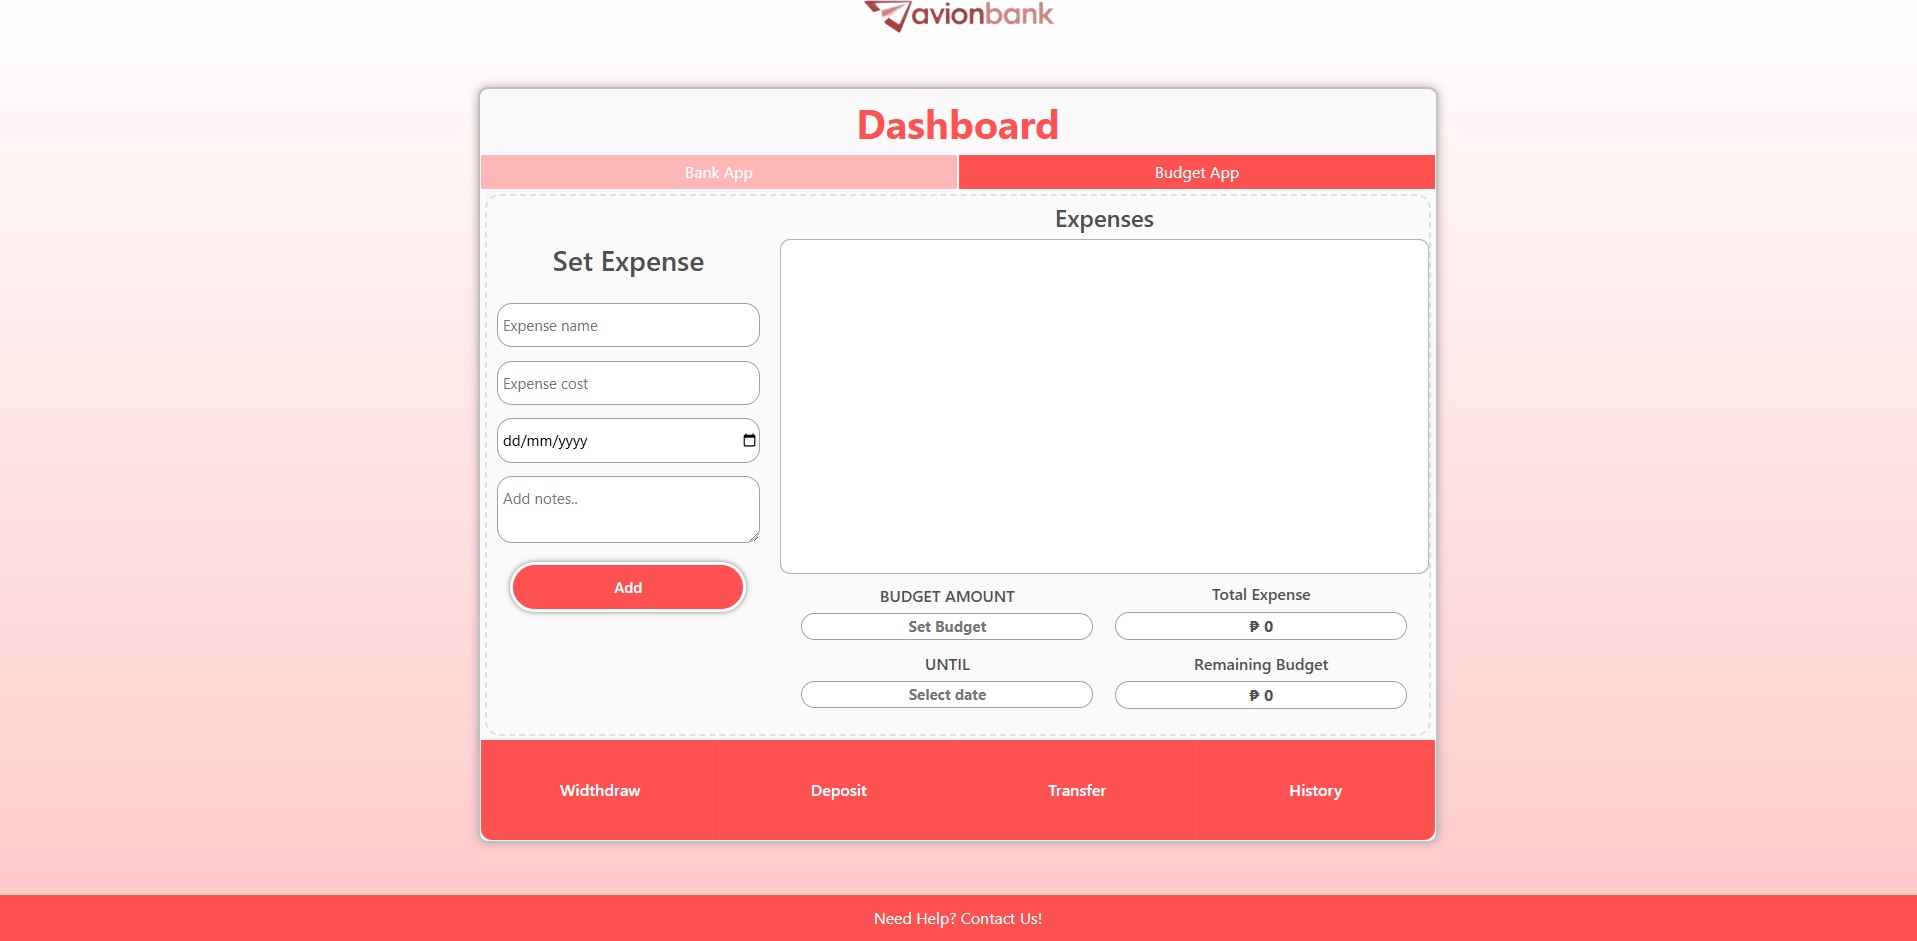 avionbank
Dashboard
Bank App
Budget App
Set Expense
Expense name
Expense cost
dd/mm/yyyy
Add notes..
Add
Expenses
BUDGET AMOUNT
Set Budget
Total Expense
₱ 0
UNTIL
Select date
Remaining Budget
₱ 0
Widthdraw
Deposit
Transfer
History
Need Help? Contact Us!